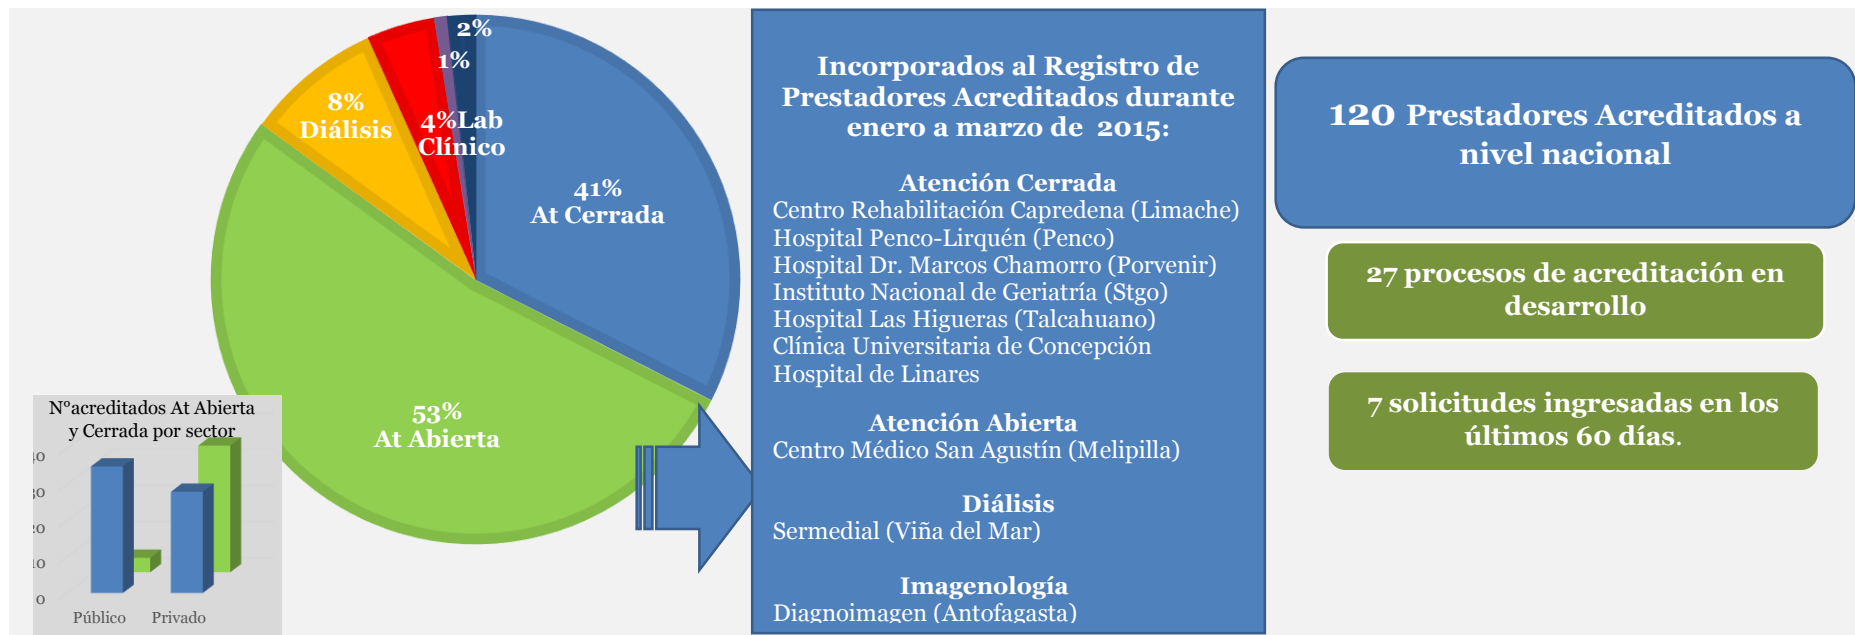 2%
1%
8%
Diálisis
4%Lab
Clínico
41%
At Cerrada
53%
At Abierta
N°acreditados At Abierta
y Cerrada por sector
40
30
20
10
0
Público
Privado
Incorporados al Registro de
Prestadores Acreditados durante
enero a marzo de 2015:
Atención Cerrada
Centro Rehabilitación Capredena (Limache)
Hospital Penco-Lirquén (Penco)
Hospital Dr. Marcos Chamorro (Porvenir)
Instituto Nacional de Geriatría (Stgo)
Hospital Las Higueras (Talcahuano)
Clínica Universitaria de Concepción
Hospital de Linares
Atención Abierta
Centro Médico San Agustín (Melipilla)
Diálisis
Sermedial (Viña del Mar)
Imagenología
Diagnoimagen (Antofagasta)
120 Prestadores Acreditados a
nivel nacional
27 procesos de acreditación en
desarrollo
7 solicitudes ingresadas en los
últimos 60 días.